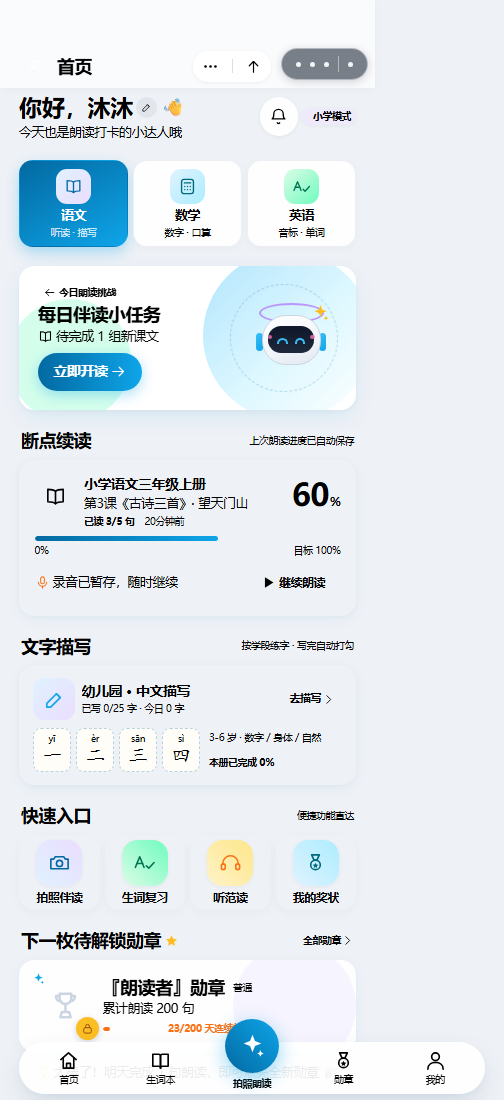 首页
你好，沐沐
今天也是朗读打卡的小达人哦
小学模式
语文
听读 · 描写
数学
数字 · 口算
英语
音标 · 单词
今日朗读挑战
每日伴读小任务
待完成 1 组新课文
立即开读 →
断点续读
上次朗读进度已自动保存
小学语文三年级上册
第3课《古诗三首》· 望天门山
已读 3/5 句 20分钟前
60%
0%
目标 100%
录音已暂存，随时继续
继续朗读
文字描写
按学段练字 · 写完自动打勾
幼儿园 • 中文描写
已写 0/25 字 · 今日 0 字
去描写
yī èr sān sì
一 二 三 四
3-6 岁 · 数字 / 身体 / 自然
本册已完成 0%
快速入口
便捷功能直达
拍照伴读
生词复习
听范读
我的奖状
下一枚待解锁勋章
全部勋章
『朗读者』勋章 普通
累计朗读 200 句
23/200 天连续
首页
生词本
拍照朗读
勋章
我的